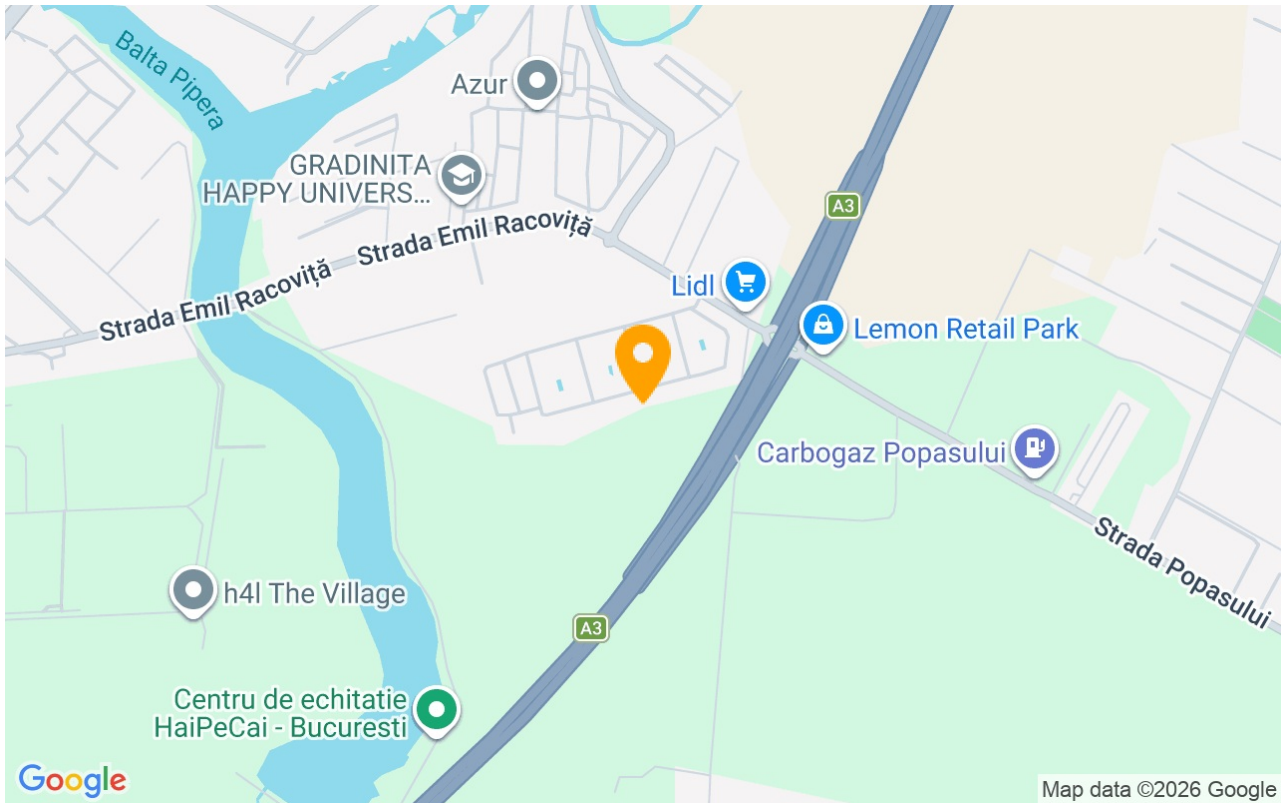 Balta Pipera
Azur
GRADINITA
HAPPY UNIVERS...
A3
Strada Emil Racoviță
Strada Emil Racoviță
Lidl
Lemon Retail Park
Carbogaz Popasului
Strada Popasului
h4l The Village
A3
Centru de echitatie
HaiPeCai - Bucuresti
Google
Map data ©2026 Google